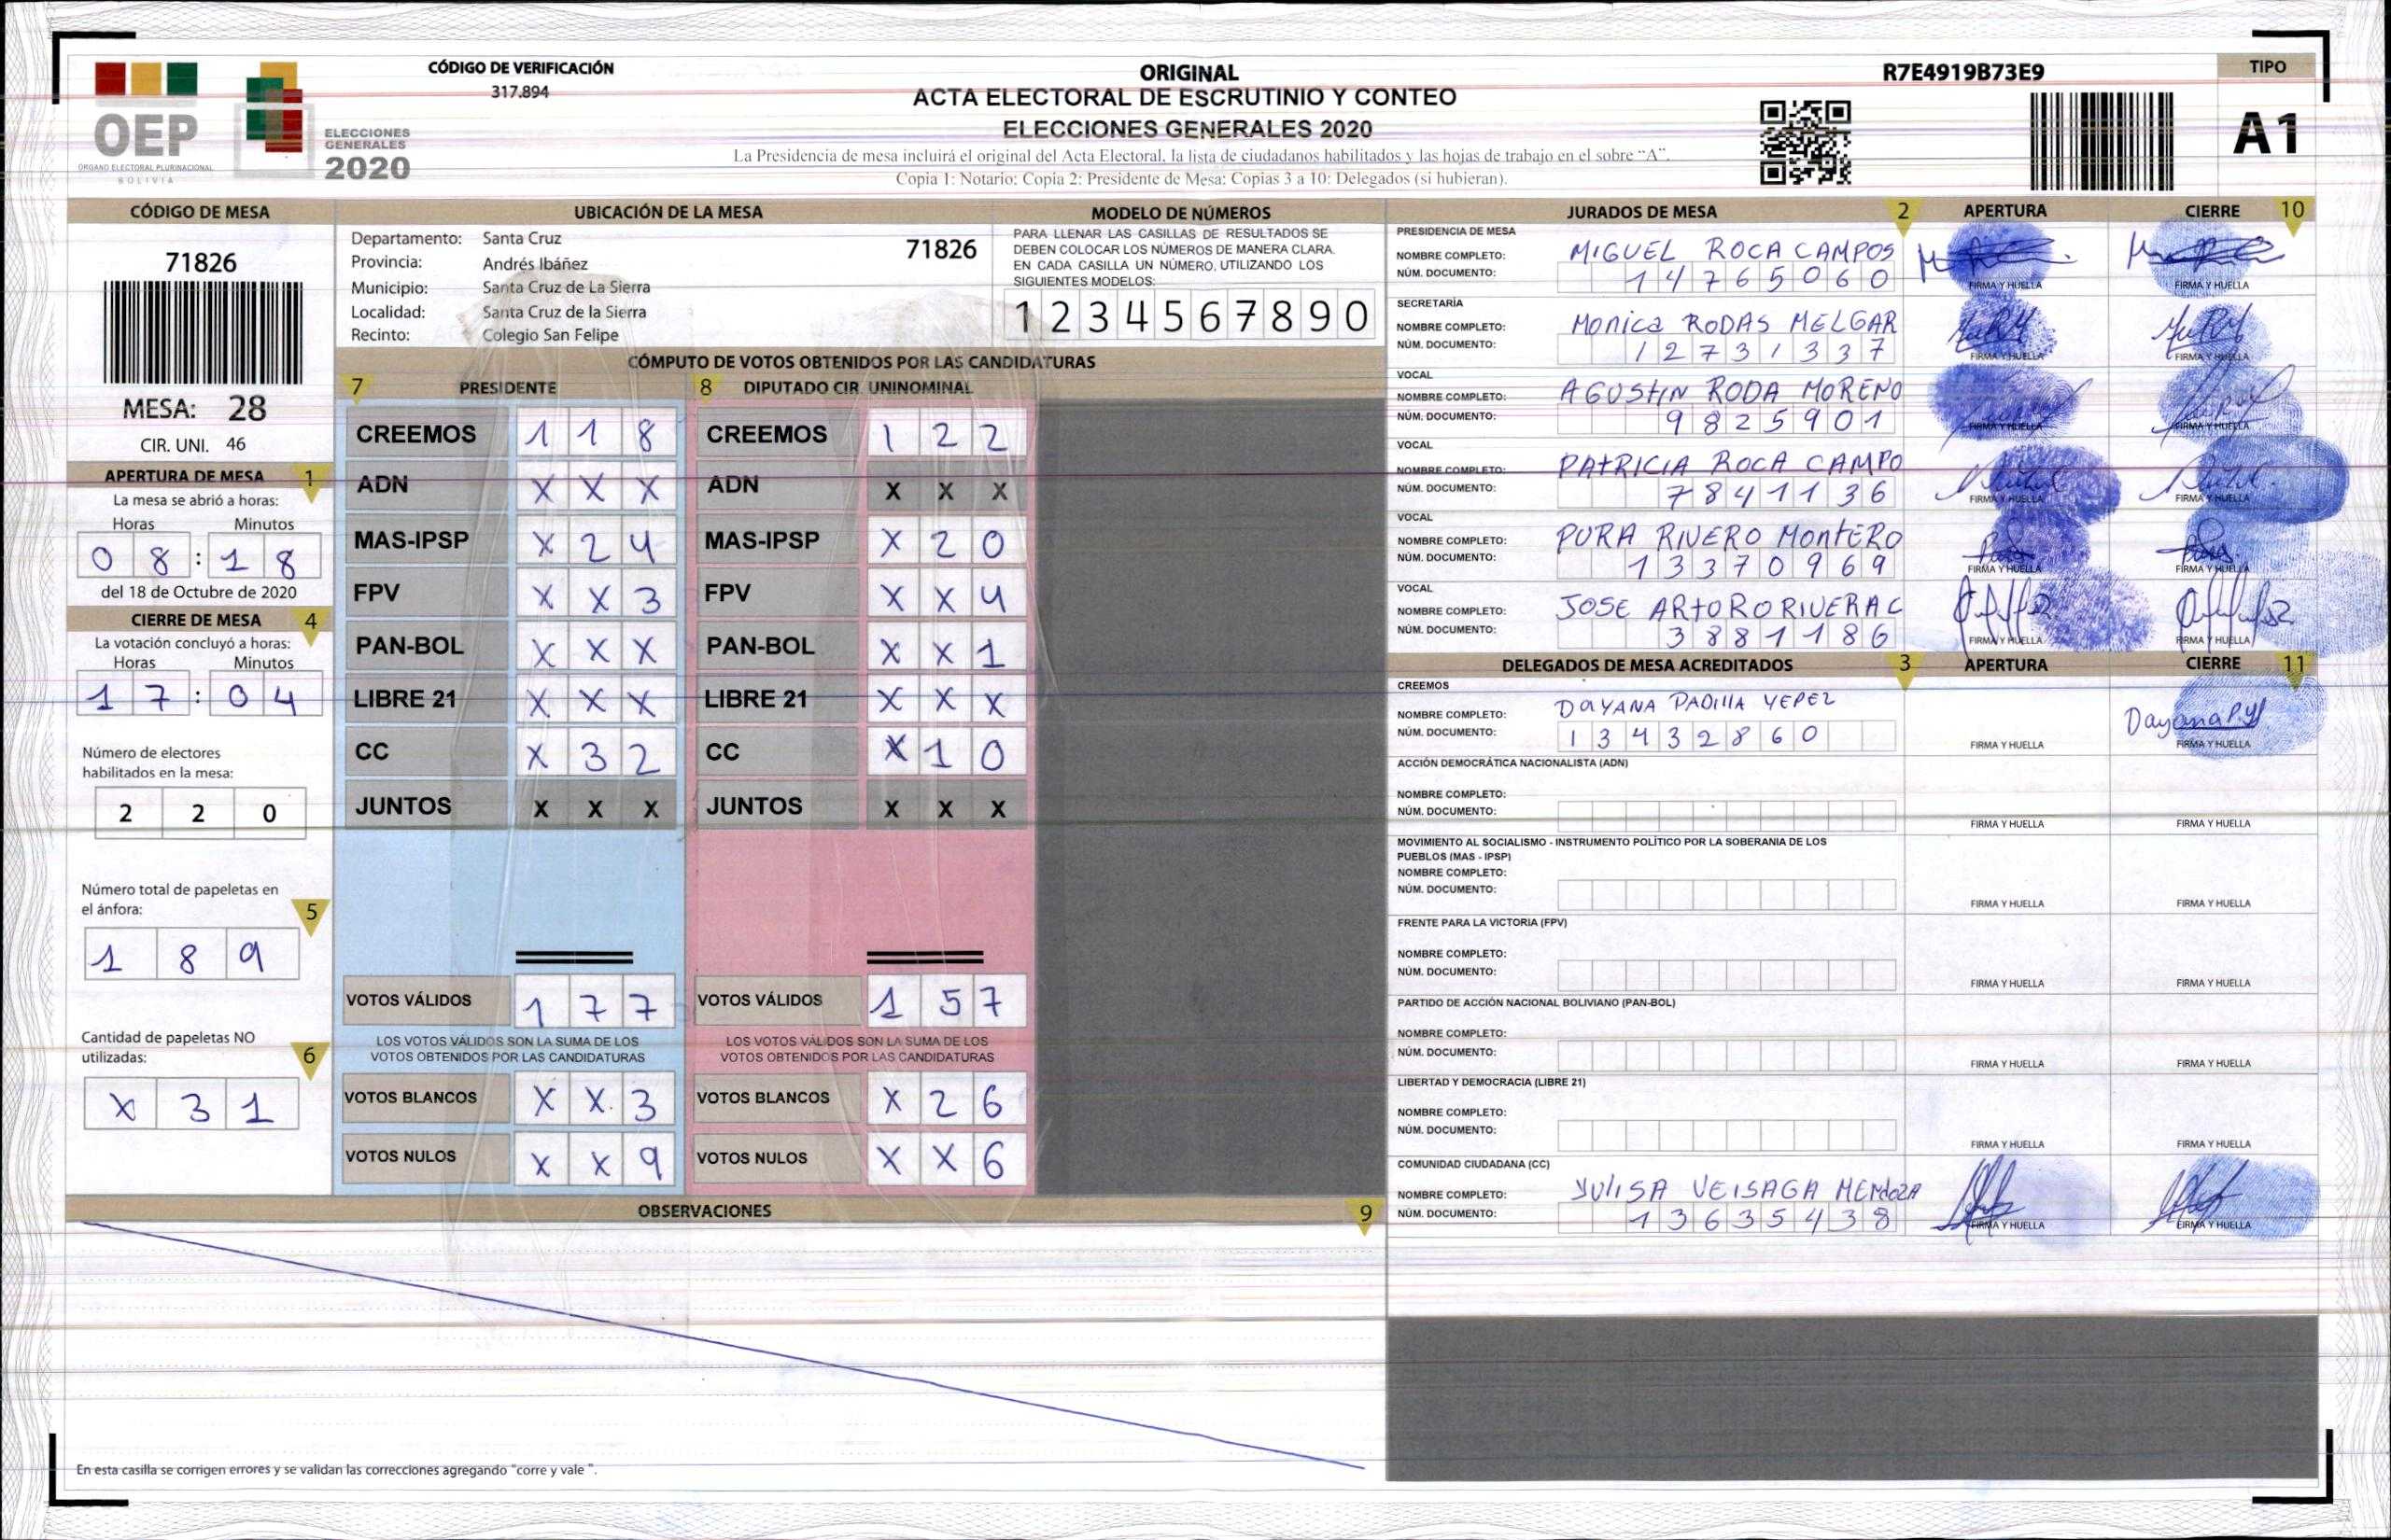 CÓDIGO DE VERIFICACIÓN
317.894
ORIGINAL
ACTA ELECTORAL DE ESCRUTINIO Y CONTEO
ELECCIONES GENERALES 2020
La Presidencia de mesa incluirá el original del Acta Electoral, la lista de ciudadanos habilitados y las hojas de trabajo en el sobre "A".
Copia 1: Notario; Copia 2: Presidente de Mesa; Copias 3 a 10: Delegados (si hubieran).
R7E4919B73E9
TIPO
A1
OEP
ÓRGANO ELECTORAL PLURINACIONAL
BOLIVIA
ELECCIONES
GENERALES
2020
CÓDIGO DE MESA
71826
MESA: 28
CIR. UNI. 46
APERTURA DE MESA 1
La mesa se abrió a horas:
Horas Minutos
0 8 : 1 8
del 18 de Octubre de 2020
CIERRE DE MESA 4
La votación concluyó a horas:
Horas Minutos
1 7 : 0 4
Número de electores
habilitados en la mesa:
2 2 0
Número total de papeletas en
el ánfora:
5
1 8 9
Cantidad de papeletas NO
utilizadas:
6
X 3 1
UBICACIÓN DE LA MESA
Departamento: Santa Cruz
71826
Provincia: Andrés Ibáñez
Municipio: Santa Cruz de La Sierra
Localidad: Santa Cruz de la Sierra
Recinto: Colegio San Felipe
MODELO DE NÚMEROS
PARA LLENAR LAS CASILLAS DE RESULTADOS SE
DEBEN COLOCAR LOS NÚMEROS DE MANERA CLARA.
EN CADA CASILLA UN NÚMERO, UTILIZANDO LOS
SIGUIENTES MODELOS:
1 2 3 4 5 6 7 8 9 0
CÓMPUTO DE VOTOS OBTENIDOS POR LAS CANDIDATURAS
7 PRESIDENTE
CREEMOS 1 1 8
ADN X X X
MAS-IPSP X 2 4
FPV X X 3
PAN-BOL X X X
LIBRE 21 X X X
CC X 3 2
JUNTOS X X X
VOTOS VÁLIDOS 1 7 7
LOS VOTOS VÁLIDOS SON LA SUMA DE LOS
VOTOS OBTENIDOS POR LAS CANDIDATURAS
VOTOS BLANCOS X X 3
VOTOS NULOS X X 9
8 DIPUTADO CIR. UNINOMINAL
CREEMOS 1 2 2
ADN X X X
MAS-IPSP X 2 0
FPV X X 4
PAN-BOL X X 1
LIBRE 21 X X X
CC X 1 0
JUNTOS X X X
VOTOS VÁLIDOS 1 5 7
LOS VOTOS VÁLIDOS SON LA SUMA DE LOS
VOTOS OBTENIDOS POR LAS CANDIDATURAS
VOTOS BLANCOS X 2 6
VOTOS NULOS X X 6
OBSERVACIONES 9
En esta casilla se corrigen errores y se validan las correcciones agregando "corre y vale ".
JURADOS DE MESA 2 APERTURA CIERRE 10
PRESIDENCIA DE MESA
NOMBRE COMPLETO: MIGUEL ROCA CAMPOS
NÚM. DOCUMENTO: 1 4 7 6 5 0 6 0
FIRMA Y HUELLA FIRMA Y HUELLA
SECRETARÍA
NOMBRE COMPLETO: MONICA RODAS MELGAR
NÚM. DOCUMENTO: 1 2 7 3 1 3 3 7
FIRMA Y HUELLA FIRMA Y HUELLA
VOCAL
NOMBRE COMPLETO: AGUSTIN RODA MORENO
NÚM. DOCUMENTO: 9 8 2 5 9 0 1
FIRMA Y HUELLA FIRMA Y HUELLA
VOCAL
NOMBRE COMPLETO: PATRICIA ROCA CAMPO
NÚM. DOCUMENTO: 7 8 4 1 1 3 6
FIRMA Y HUELLA FIRMA Y HUELLA
VOCAL
NOMBRE COMPLETO: PURA RIVERO MONTERO
NÚM. DOCUMENTO: 1 3 3 7 0 9 6 9
FIRMA Y HUELLA FIRMA Y HUELLA
VOCAL
NOMBRE COMPLETO: JOSE ARTURO RIVERA C
NÚM. DOCUMENTO: 3 8 8 1 1 8 6
FIRMA Y HUELLA FIRMA Y HUELLA
DELEGADOS DE MESA ACREDITADOS 3 APERTURA CIERRE 11
CREEMOS
NOMBRE COMPLETO: DAYANA PADILLA YEPEZ
NÚM. DOCUMENTO: 1 3 4 3 2 8 6 0
Dayana P.Y
FIRMA Y HUELLA FIRMA Y HUELLA
ACCIÓN DEMOCRÁTICA NACIONALISTA (ADN)
NOMBRE COMPLETO:
NÚM. DOCUMENTO:
FIRMA Y HUELLA FIRMA Y HUELLA
MOVIMIENTO AL SOCIALISMO - INSTRUMENTO POLÍTICO POR LA SOBERANIA DE LOS
PUEBLOS (MAS - IPSP)
NOMBRE COMPLETO:
NÚM. DOCUMENTO:
FIRMA Y HUELLA FIRMA Y HUELLA
FRENTE PARA LA VICTORIA (FPV)
NOMBRE COMPLETO:
NÚM. DOCUMENTO:
FIRMA Y HUELLA FIRMA Y HUELLA
PARTIDO DE ACCIÓN NACIONAL BOLIVIANO (PAN-BOL)
NOMBRE COMPLETO:
NÚM. DOCUMENTO:
FIRMA Y HUELLA FIRMA Y HUELLA
LIBERTAD Y DEMOCRACIA (LIBRE 21)
NOMBRE COMPLETO:
NÚM. DOCUMENTO:
FIRMA Y HUELLA FIRMA Y HUELLA
COMUNIDAD CIUDADANA (CC)
NOMBRE COMPLETO: YULISA VEISAGA MENDOZA
NÚM. DOCUMENTO: 1 3 6 3 5 4 3 8
FIRMA Y HUELLA FIRMA Y HUELLA